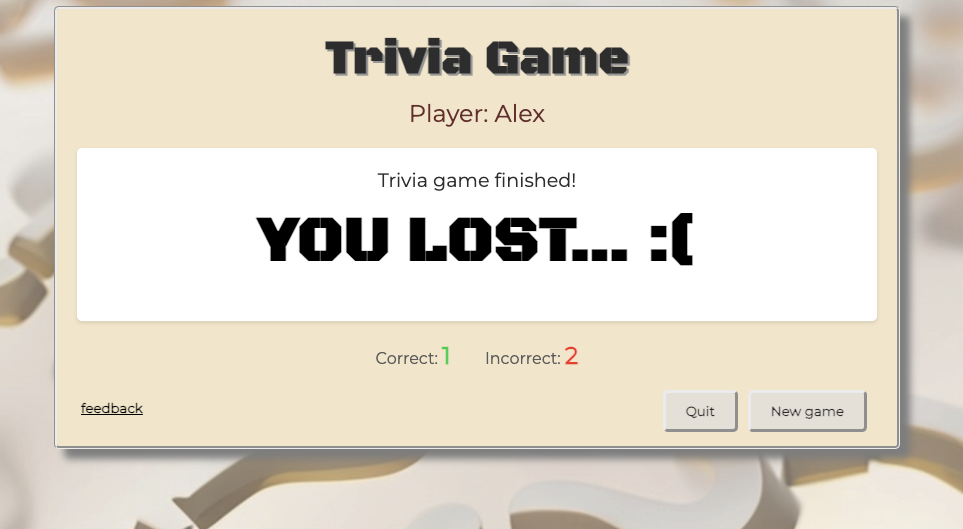 Trivia Game
Player: Alex
Trivia game finished!
YOU LOST... :(
Correct: 1 Incorrect: 2
feedback Quit New game